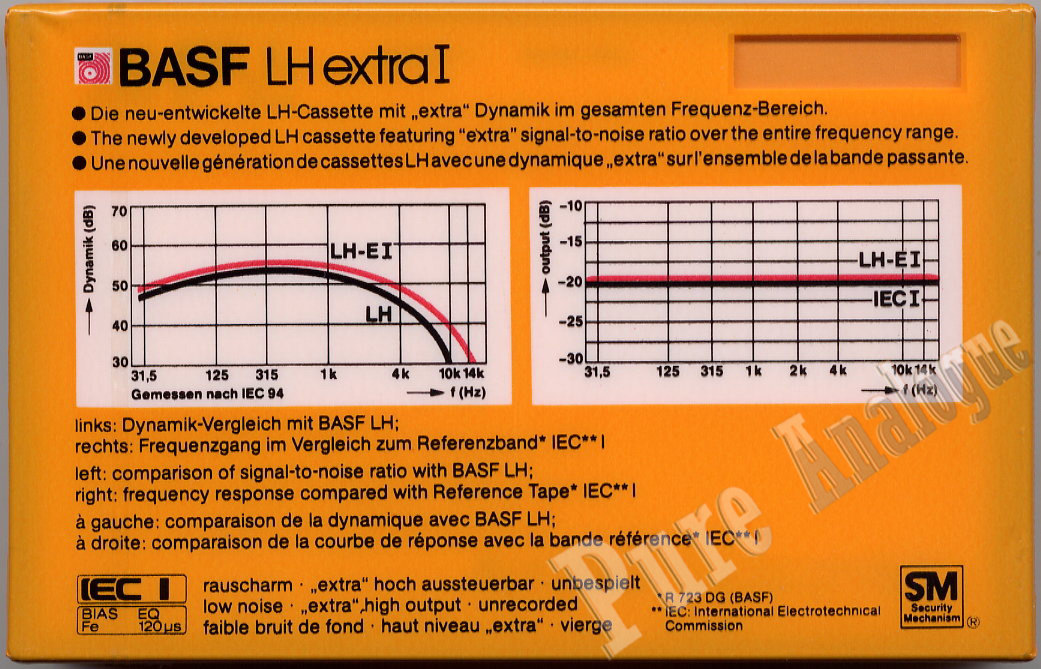 BASF
BASF LH extra I
● Die neu-entwickelte LH-Cassette mit „extra“ Dynamik im gesamten Frequenz-Bereich.
● The newly developed LH cassette featuring “extra” signal-to-noise ratio over the entire frequency range.
● Une nouvelle génération de cassettes LH avec une dynamique „extra“ sur l'ensemble de la bande passante.
Dynamik (dB)
70
60
50
40
30
LH-E I
LH
31,5 125 315 1k 4k 10k 14k
Gemessen nach IEC 94
f (Hz)
output (dB)
-10
-15
-20
-25
-30
LH-E I
IEC I
31,5 125 315 1k 2k 4k 10k 14k
f (Hz)
links: Dynamik-Vergleich mit BASF LH;
rechts: Frequenzgang im Vergleich zum Referenzband* IEC** I
left: comparison of signal-to-noise ratio with BASF LH;
right: frequency response compared with Reference Tape* IEC** I
à gauche: comparaison de la dynamique avec BASF LH;
à droite: comparaison de la courbe de réponse avec la bande référence* IEC** I
IEC I
BIAS EQ
Fe 120µs
rauscharm · „extra“ hoch aussteuerbar · unbespielt
low noise · „extra“ high output · unrecorded
faible bruit de fond · haut niveau „extra“ · vierge
* R 723 DG (BASF)
** IEC: International Electrotechnical
Commission
SM
Security
Mechanism
®
Pure Analogue